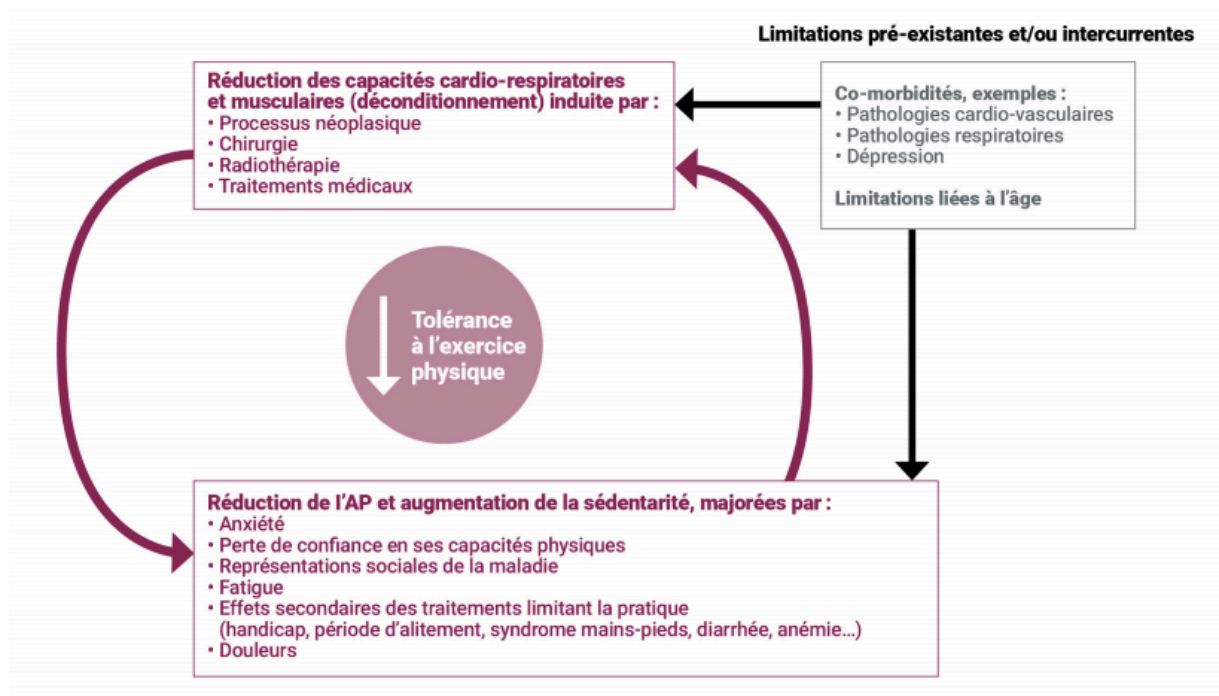 Limitations pré-existantes et/ou intercurrentes
Réduction des capacités cardio-respiratoires
et musculaires (déconditionnement) induite par :
• Processus néoplasique
• Chirurgie
• Radiothérapie
• Traitements médicaux
Co-morbidités, exemples :
• Pathologies cardio-vasculaires
• Pathologies respiratoires
• Dépression
Limitations liées à l’âge
Tolérance
à l’exercice
physique
Réduction de l’AP et augmentation de la sédentarité, majorées par :
• Anxiété
• Perte de confiance en ses capacités physiques
• Représentations sociales de la maladie
• Fatigue
• Effets secondaires des traitements limitant la pratique
(handicap, période d’alitement, syndrome mains-pieds, diarrhée, anémie…)
• Douleurs